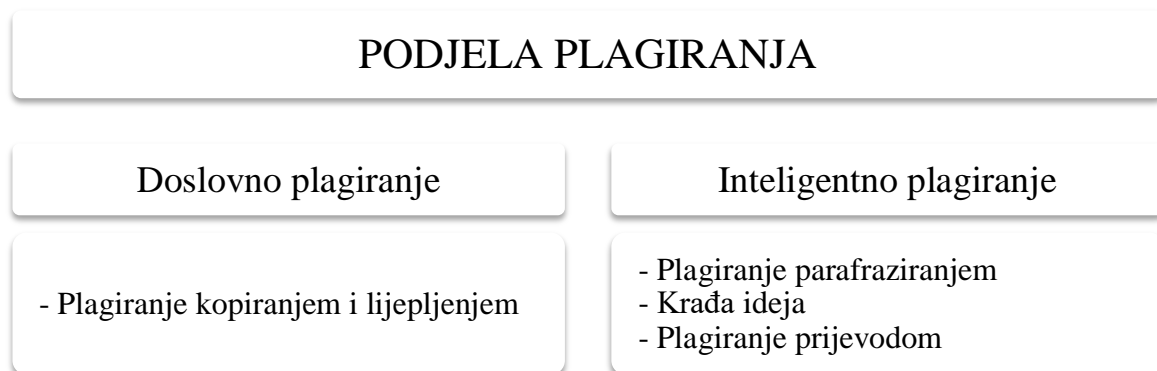 PODJELA PLAGIRANJA
Doslovno plagiranje
Inteligentno plagiranje
- Plagiranje kopiranjem i lijepljenjem
- Plagiranje parafraziranjem
- Krađa ideja
- Plagiranje prijevodom